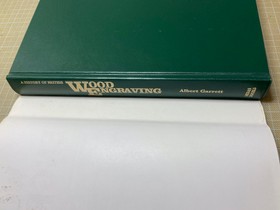 A HISTORY OF BRITISH
WOOD
ENGRAVING
Albert Garrett